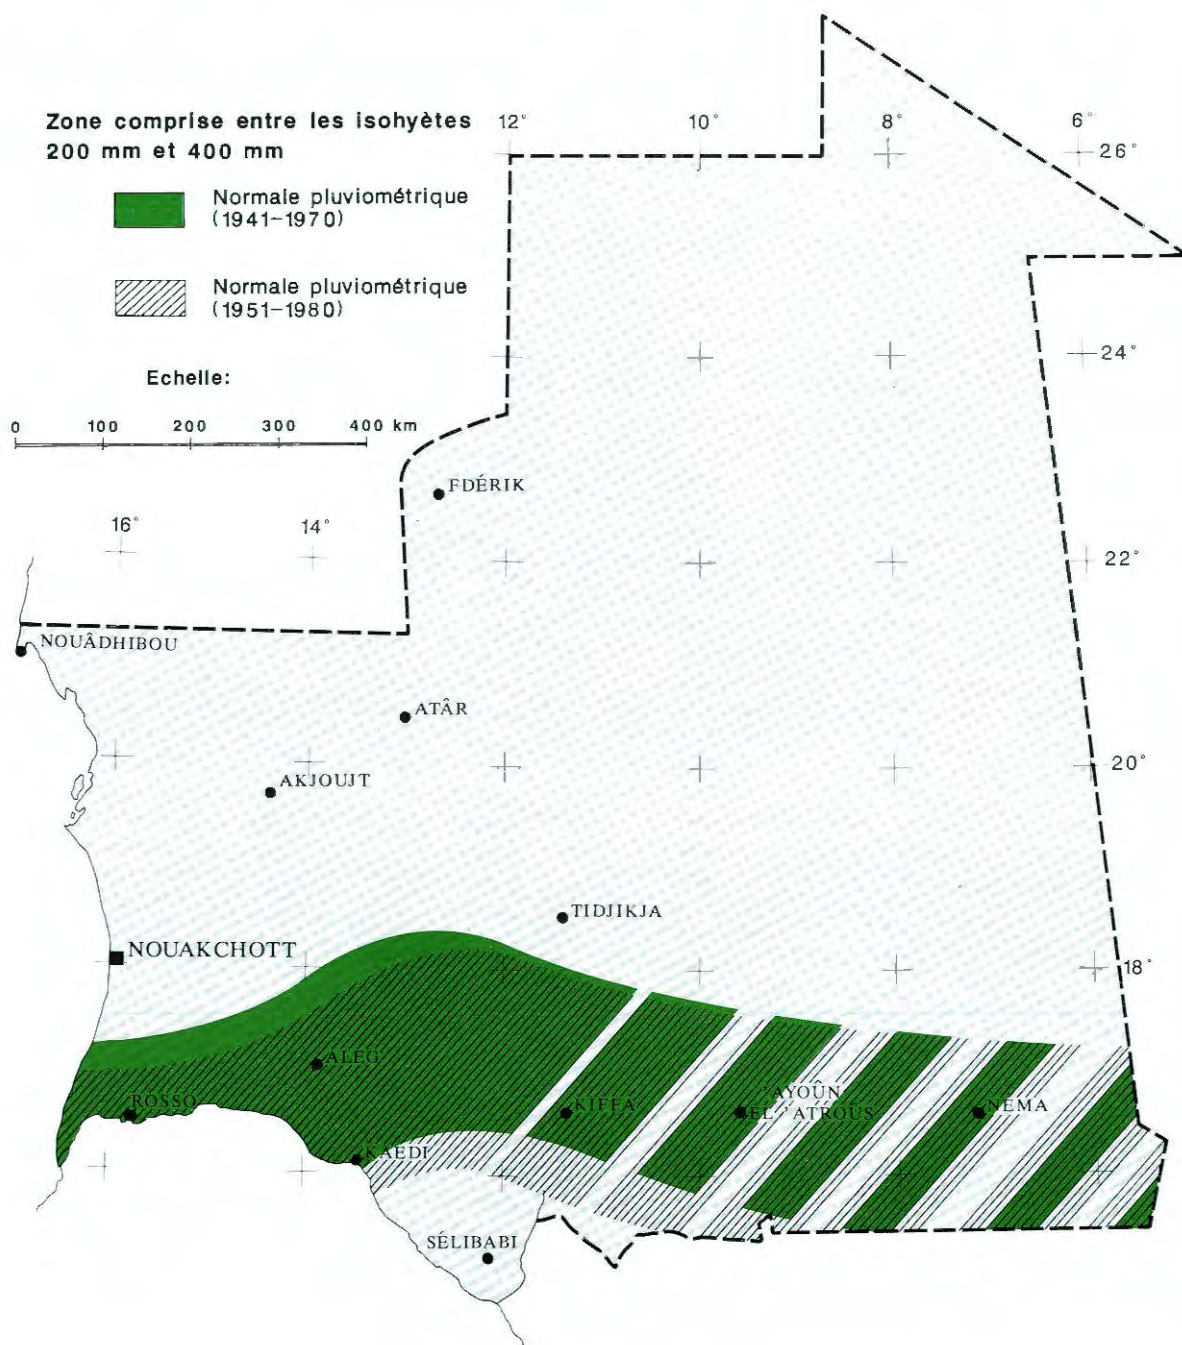 Zone comprise entre les isohyètes
200 mm et 400 mm
Normale pluviométrique
(1941–1970)
Normale pluviométrique
(1951–1980)
Echelle:
0 100 200 300 400 km
12° 10° 8° 6°
26°
24°
FDÉRIK
16° 14°
22°
NOUÂDHIBOU
ATÂR
20°
AKJOUJT
TIDJIKJA
NOUAKCHOTT
18°
ALEG
ROSSO
KIFFA
AYOÛN
EL ʿATROÛS
NEMA
KAEDI
SÉLIBABI